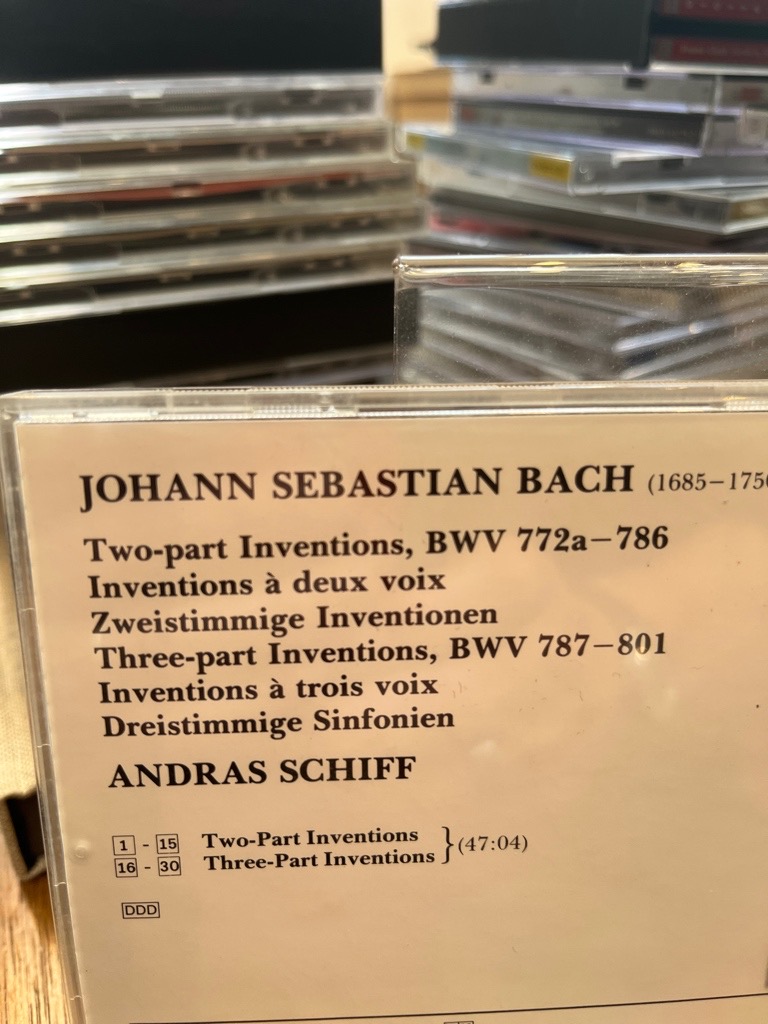 JOHANN SEBASTIAN BACH (1685–175
Two-part Inventions, BWV 772a–786
Inventions à deux voix
Zweistimmige Inventionen
Three-part Inventions, BWV 787–801
Inventions à trois voix
Dreistimmige Sinfonien
ANDRAS SCHIFF
1 - 15 Two-Part Inventions
16 - 30 Three-Part Inventions } (47:04)
DDD